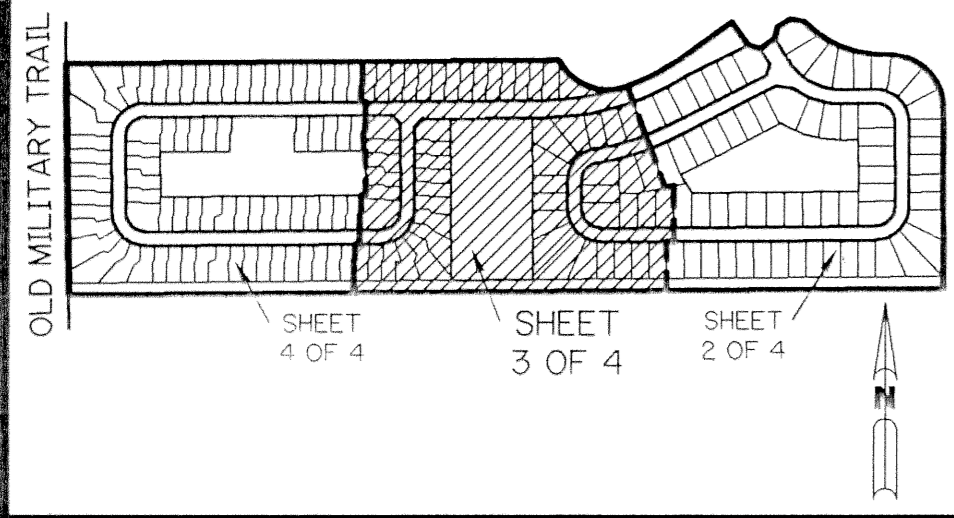 OLD MILITARY TRAIL
SHEET
4 OF 4
SHEET
3 OF 4
SHEET
2 OF 4
N